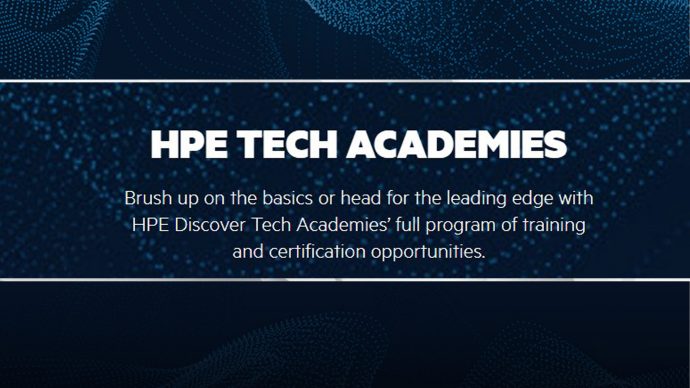 HPE TECH ACADEMIES
Brush up on the basics or head for the leading edge with
HPE Discover Tech Academies’ full program of training
and certification opportunities.